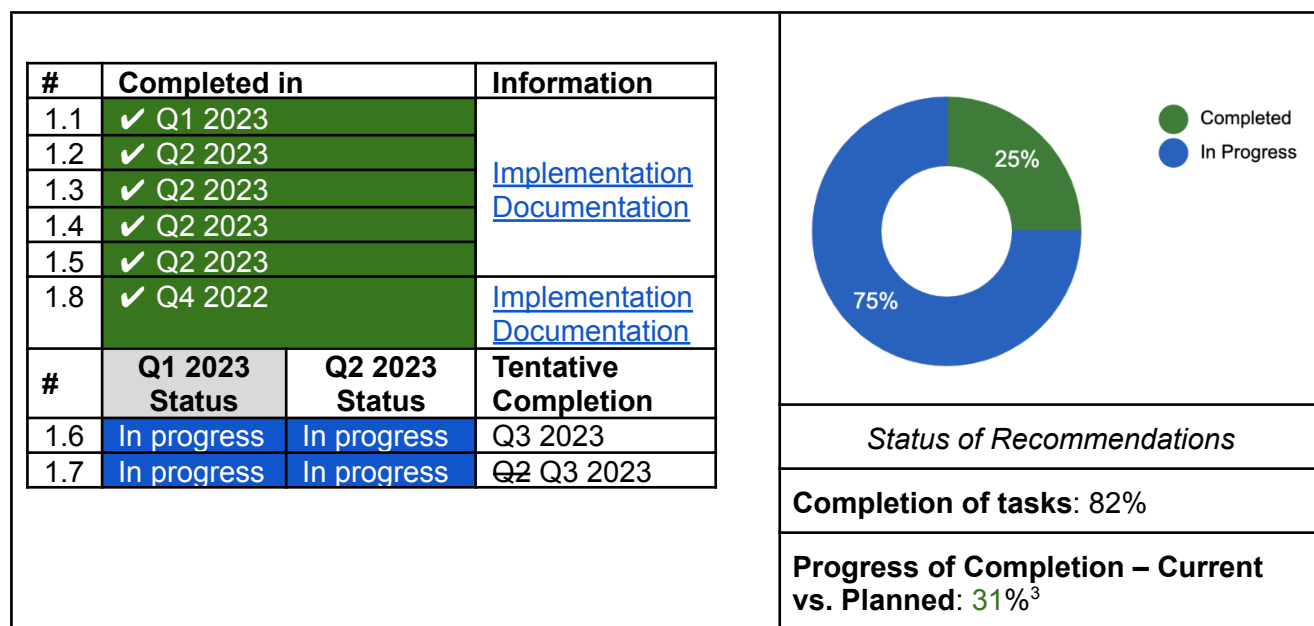 # Completed in Information
1.1 ✔ Q1 2023
1.2 ✔ Q2 2023
1.3 ✔ Q2 2023
Implementation
Documentation
1.4 ✔ Q2 2023
1.5 ✔ Q2 2023
1.8 ✔ Q4 2022 Implementation
Documentation
# Q1 2023 Status Q2 2023 Status Tentative Completion
1.6 In progress In progress Q3 2023
1.7 In progress In progress Q2 Q3 2023
25%
75%
Completed
In Progress
Status of Recommendations
Completion of tasks: 82%
Progress of Completion – Current
vs. Planned: 31%³